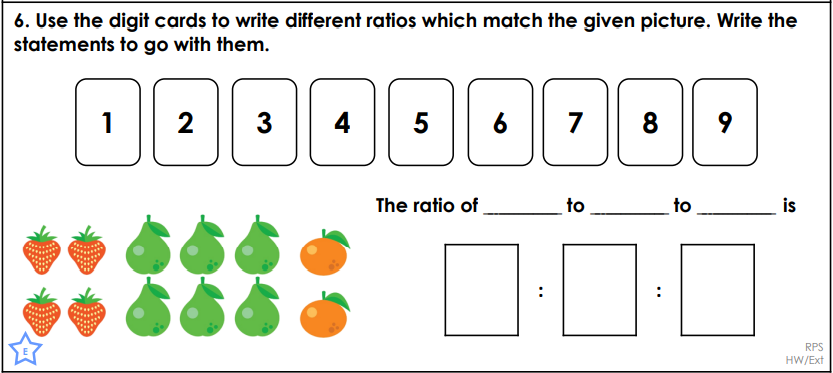 6. Use the digit cards to write different ratios which match the given picture. Write the
statements to go with them.
1 2 3 4 5 6 7 8 9
The ratio of ________ to ________ to ________ is
: :
E
RPS
HW/Ext